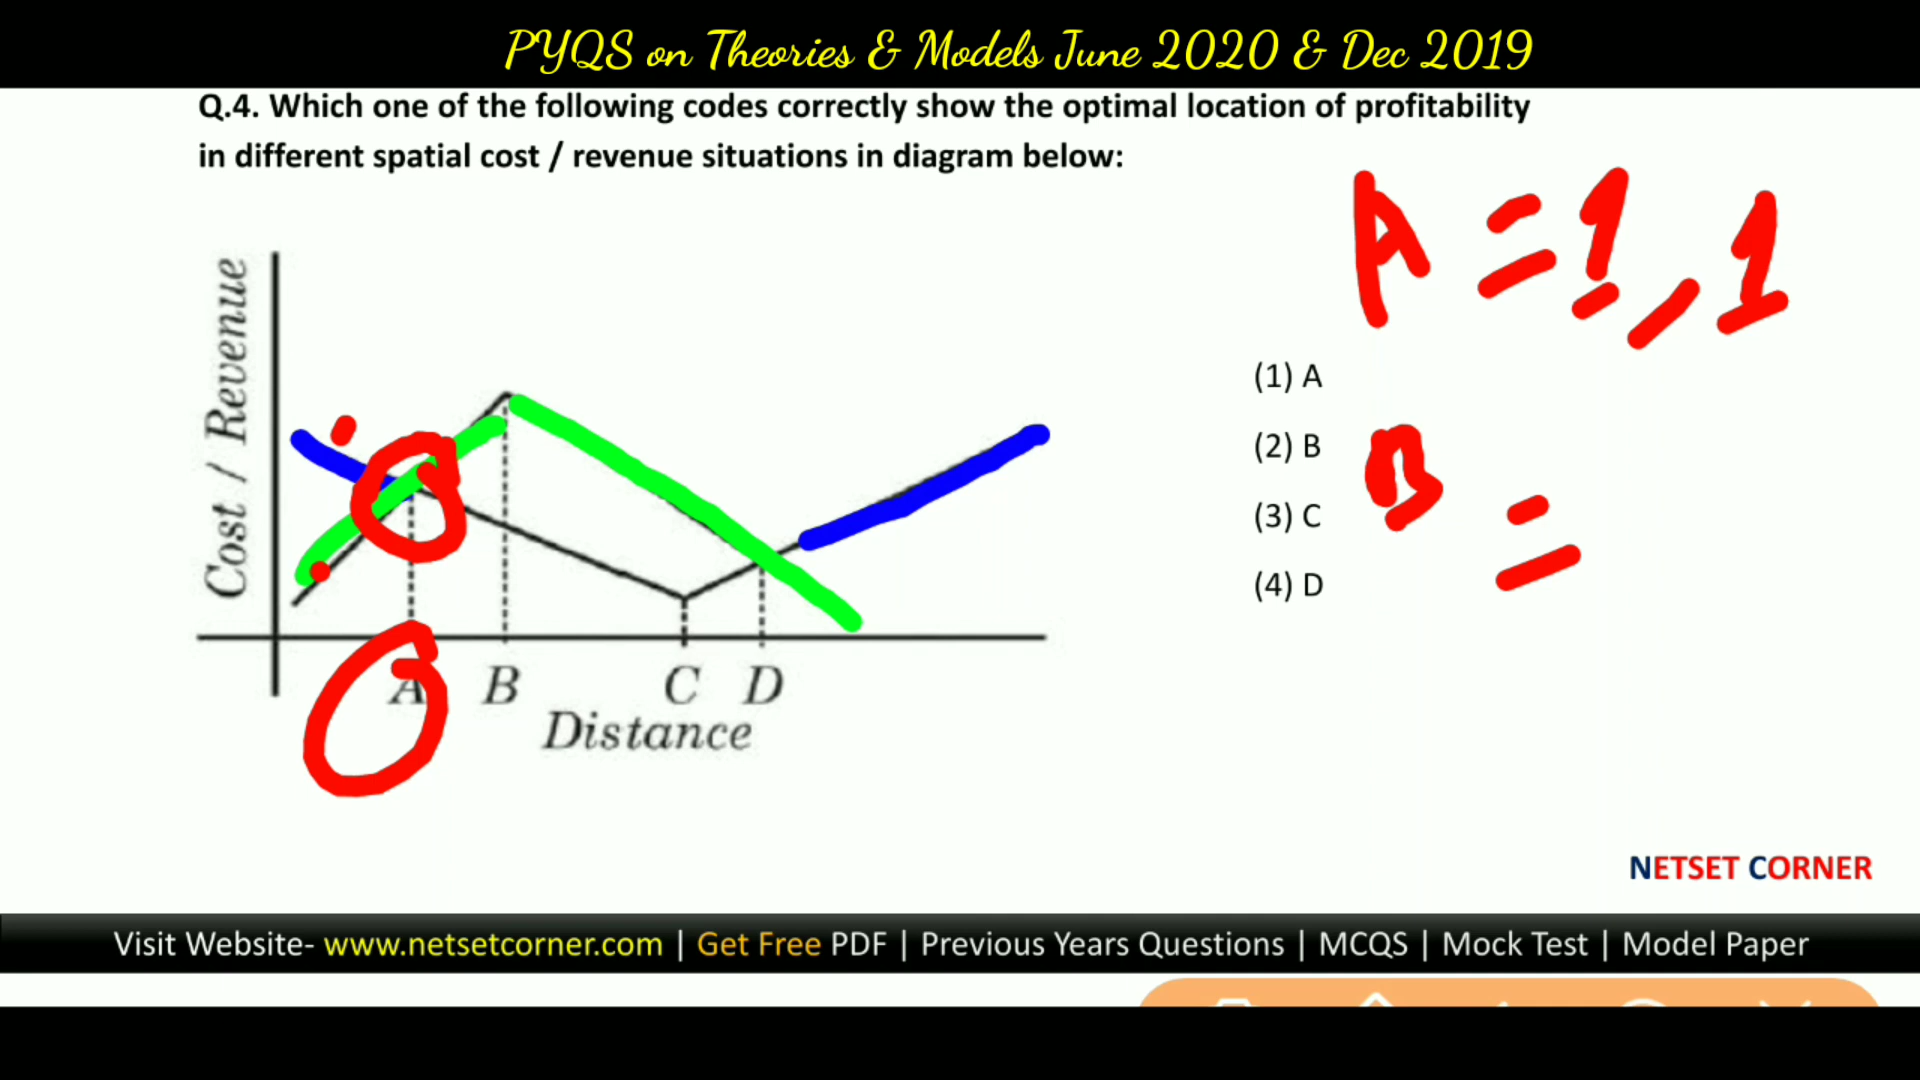 PYQS on Theories & Models June 2020 & Dec 2019
Q.4. Which one of the following codes correctly show the optimal location of profitability
in different spatial cost / revenue situations in diagram below:
A = 1, 1
Cost / Revenue
(1) A
(2) B
(3) C
(4) D
B =
A B C D
Distance
NETSET CORNER
Visit Website- www.netsetcorner.com | Get Free PDF | Previous Years Questions | MCQS | Mock Test | Model Paper